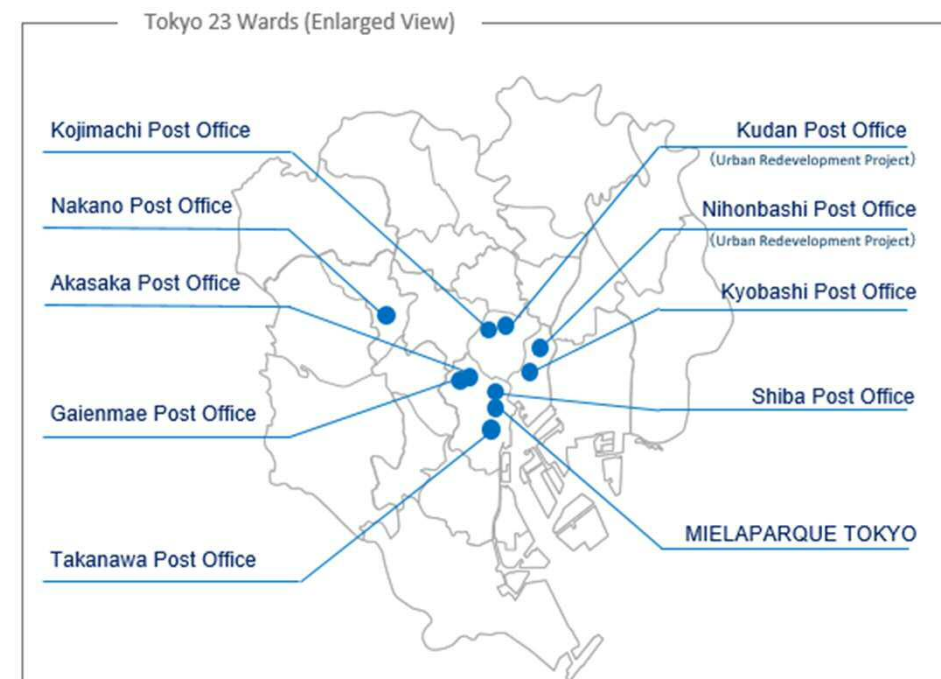 Tokyo 23 Wards (Enlarged View)
Kojimachi Post Office
Nakano Post Office
Akasaka Post Office
Gaienmae Post Office
Takanawa Post Office
Kudan Post Office
(Urban Redevelopment Project)
Nihonbashi Post Office
(Urban Redevelopment Project)
Kyobashi Post Office
Shiba Post Office
MIELAPARQUE TOKYO